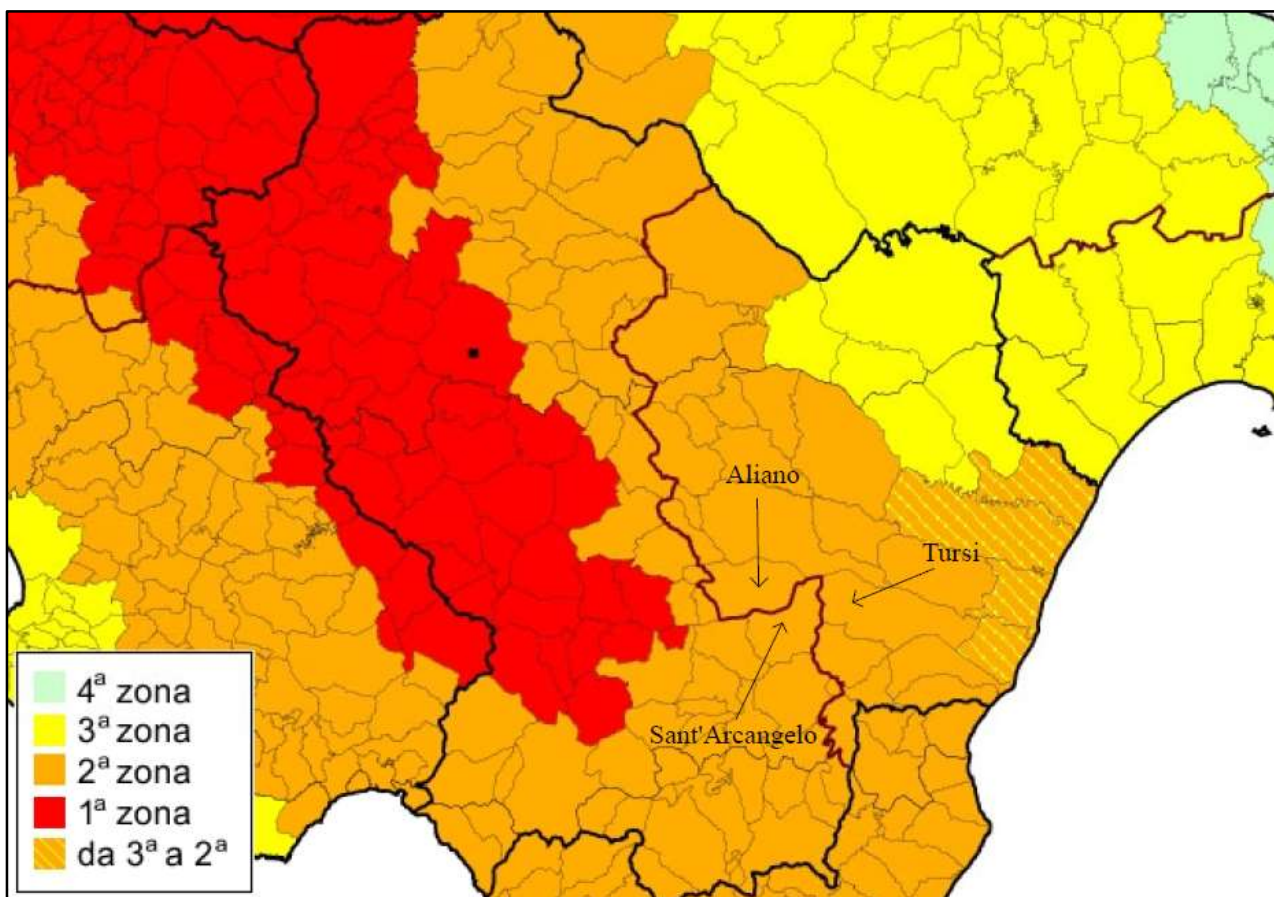 Aliano
Tursi
Sant'Arcangelo
4ª zona
3ª zona
2ª zona
1ª zona
da 3ª a 2ª